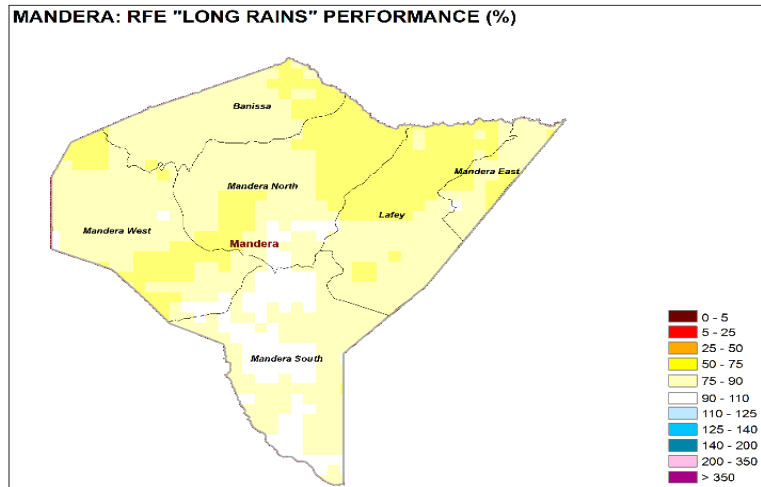 MANDERA: RFE "LONG RAINS" PERFORMANCE (%)
Banissa
Mandera East
Mandera North
Lafey
Mandera West
Mandera
Mandera South
0 - 5
5 - 25
25 - 50
50 - 75
75 - 90
90 - 110
110 - 125
125 - 140
140 - 200
200 - 350
> 350